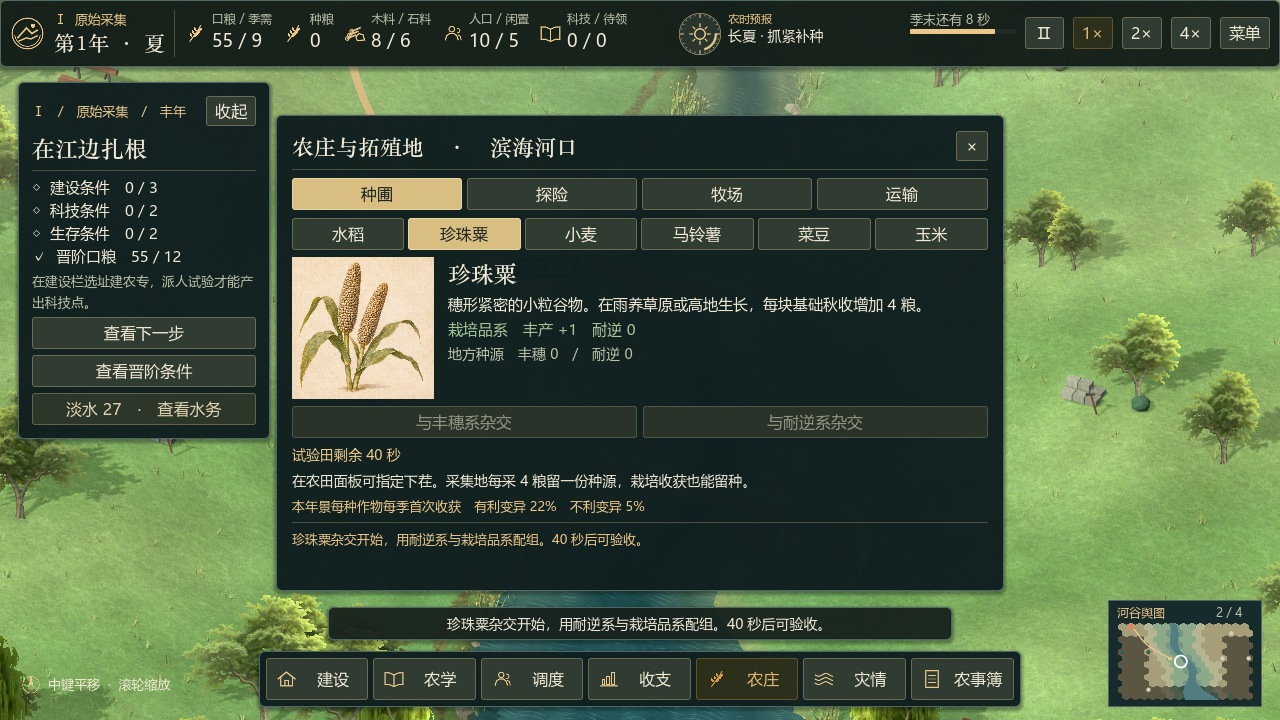 I 原始采集
第1年 · 夏
口粮 / 季需
55 / 9
种粮
0
木料 / 石料
8 / 6
人口 / 闲置
10 / 5
科技 / 待领
0 / 0
农时预报
长夏 · 抓紧补种
季末还有 8 秒
II
1×
2×
4×
菜单
I / 原始采集 / 丰年
收起
在江边扎根
◇ 建设条件 0 / 3
◇ 科技条件 0 / 2
◇ 生存条件 0 / 2
✓ 晋阶口粮 55 / 12
在建设栏选址建农专，派人试验才能产
出科技点。
查看下一步
查看晋阶条件
淡水 27 · 查看水务
农庄与拓殖地 · 滨海河口
×
种圃
探险
牧场
运输
水稻
珍珠粟
小麦
马铃薯
菜豆
玉米
珍珠粟
穗形紧密的小粒谷物。在雨养草原或高地生长，每块基础秋收增加 4 粮。
栽培品系 丰产 +1 耐逆 0
地方种源 丰穗 0 / 耐逆 0
与丰穗系杂交
与耐逆系杂交
试验田剩余 40 秒
在农田面板可指定下茬。采集地每采 4 粮留一份种源，栽培收获也能留种。
本年景每种作物每季首次收获 有利变异 22% 不利变异 5%
珍珠粟杂交开始，用耐逆系与栽培品系配组。40 秒后可验收。
珍珠粟杂交开始，用耐逆系与栽培品系配组。40 秒后可验收。
河谷舆图 2 / 4
中键平移 · 滚轮缩放
建设
农学
调度
收支
农庄
灾情
农事簿